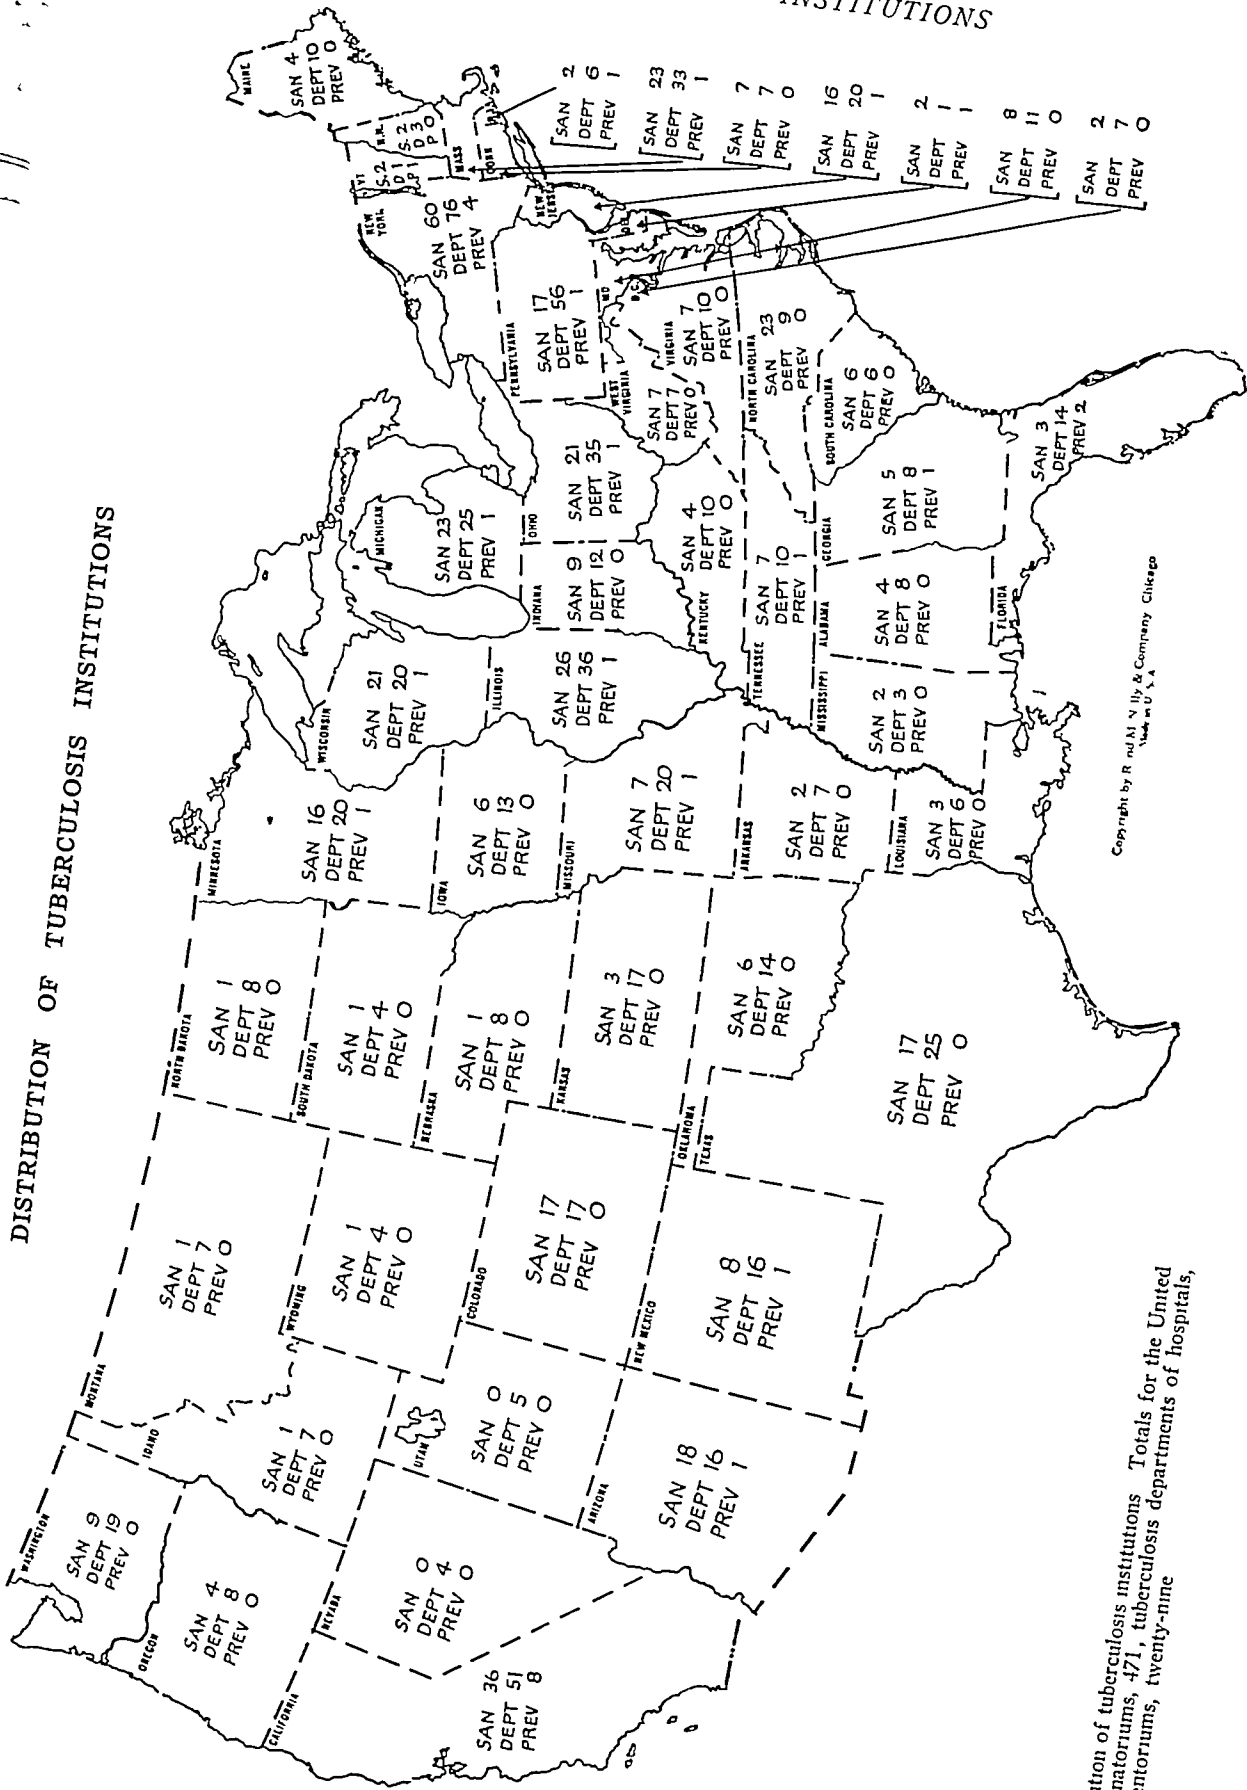 INSTITUTIONS
DISTRIBUTION OF TUBERCULOSIS INSTITUTIONS
WASHINGTON
SAN 9
DEPT 19
PREV 0
OREGON
SAN 4
DEPT 8
PREV 0
CALIFORNIA
SAN 36
DEPT 51
PREV 8
NEVADA
SAN 0
DEPT 4
PREV 0
IDAHO
SAN 1
DEPT 7
PREV 0
MONTANA
SAN 1
DEPT 7
PREV 0
WYOMING
SAN 1
DEPT 4
PREV 0
UTAH
SAN 0
DEPT 5
PREV 0
COLORADO
SAN 17
DEPT 17
PREV 0
ARIZONA
SAN 18
DEPT 16
PREV 1
NEW MEXICO
SAN 8
DEPT 16
PREV 1
NORTH DAKOTA
SAN 1
DEPT 8
PREV 0
SOUTH DAKOTA
SAN 1
DEPT 4
PREV 0
NEBRASKA
SAN 1
DEPT 8
PREV 0
KANSAS
SAN 3
DEPT 17
PREV 0
OKLAHOMA
SAN 6
DEPT 14
PREV 0
TEXAS
SAN 17
DEPT 25
PREV 0
MINNESOTA
SAN 16
DEPT 20
PREV 1
IOWA
SAN 6
DEPT 13
PREV 0
MISSOURI
SAN 7
DEPT 20
PREV 1
ARKANSAS
SAN 2
DEPT 7
PREV 0
LOUISIANA
SAN 3
DEPT 6
PREV 0
WISCONSIN
SAN 21
DEPT 20
PREV 1
ILLINOIS
SAN 26
DEPT 36
PREV 1
MICHIGAN
SAN 23
DEPT 25
PREV 1
INDIANA
SAN 9
DEPT 12
PREV 0
OHIO
SAN 21
DEPT 35
PREV 1
KENTUCKY
SAN 4
DEPT 10
PREV 0
TENNESSEE
SAN 7
DEPT 10
PREV 1
MISSISSIPPI
SAN 2
DEPT 3
PREV 0
ALABAMA
SAN 4
DEPT 8
PREV 0
GEORGIA
SAN 5
DEPT 8
PREV 1
FLORIDA
SAN 3
DEPT 14
PREV 2
SOUTH CAROLINA
SAN 6
DEPT 6
PREV 0
NORTH CAROLINA
SAN 23
DEPT 9
PREV 0
VIRGINIA
SAN 7
DEPT 10
PREV 0
WEST VIRGINIA
SAN 7
DEPT 7
PREV 0
PENNSYLVANIA
SAN 17
DEPT 56
PREV 1
NEW YORK
SAN 60
DEPT 76
PREV 4
VT
S. 2
D 1
P 1
N.H.
S. 2
D 3
P 0
MAINE
SAN 4
DEPT 10
PREV 0
MASS
CONN
R.I.
NEW JERSEY
DEL
MD
D.C.
SAN 2
DEPT 6
PREV 1
SAN 23
DEPT 33
PREV 1
SAN 7
DEPT 7
PREV 0
SAN 16
DEPT 20
PREV 1
SAN 2
DEPT 1
PREV 1
SAN 8
DEPT 11
PREV 0
SAN 2
DEPT 7
PREV 0
Copyright by R nd M N lly & Company Chicago
Made in U S A
tion of tuberculosis institutions Totals for the United
natoriums, 471, tuberculosis departments of hospitals,
entoriums, twenty-nine